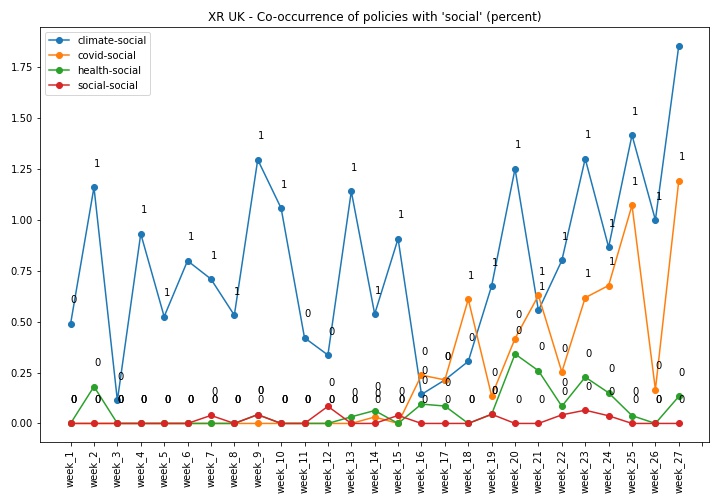 XR UK - Co-occurrence of policies with 'social' (percent)
climate-social
covid-social
health-social
social-social
1.75
1.50
1.25
1.00
0.75
0.50
0.25
0.00
week_1
week_2
week_3
week_4
week_5
week_6
week_7
week_8
week_9
week_10
week_11
week_12
week_13
week_14
week_15
week_16
week_17
week_18
week_19
week_20
week_21
week_22
week_23
week_24
week_25
week_26
week_27